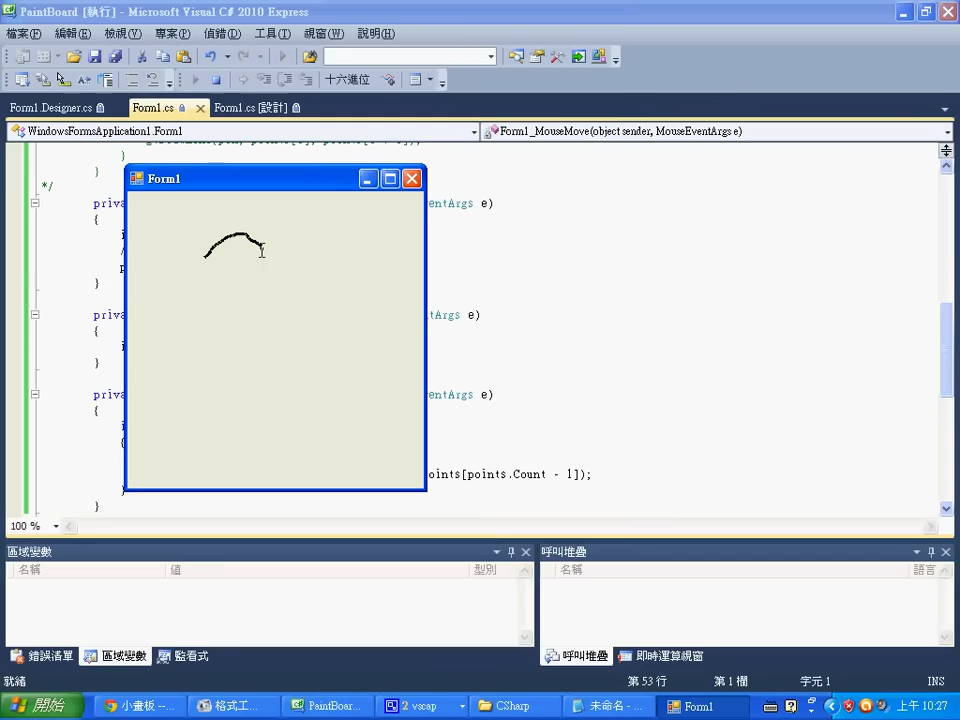 PaintBoard [執行] - Microsoft Visual C# 2010 Express
檔案(F) 編輯(E) 檢視(V) 專案(P) 偵錯(D) 工具(T) 視窗(W) 說明(H)
十六進位
Form1.Designer.cs Form1.cs Form1.cs [設計]
WindowsFormsApplication1.Form1 Form1_MouseMove(object sender, MouseEventArgs e)
}
}
*/
Form1
entArgs e)
{
}
entArgs e)
{
}
entArgs e)
{
oints[points.Count - 1]);
}
100 %
區域變數 呼叫堆疊
名稱 值 型別 名稱 語言
錯誤清單 區域變數 監看式 呼叫堆疊 即時運算視窗
就緒 第 53 行 第 1 欄 字元 1 INS
開始 小畫板 --... 格式工... PaintBoar... 2 vscap CSharp 未命名 -... Form1 上午 10:27